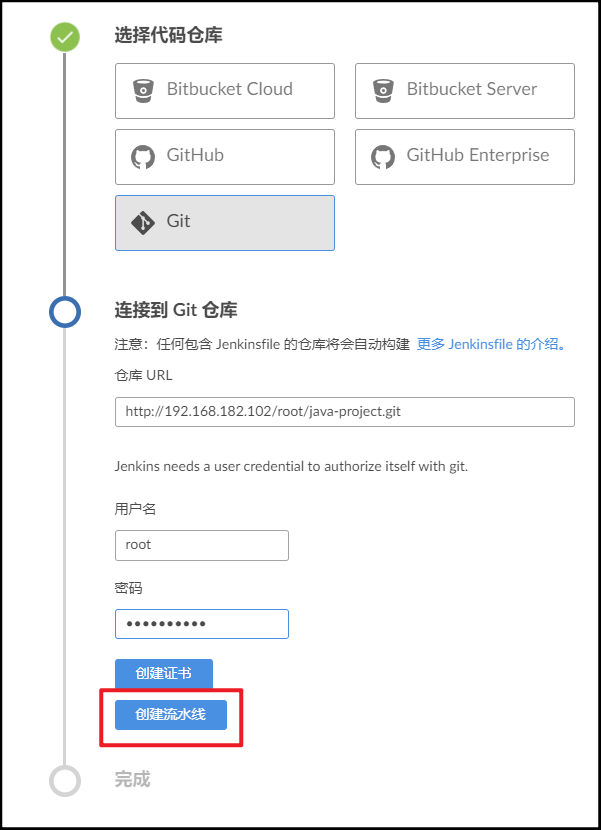 选择代码仓库
Bitbucket Cloud
Bitbucket Server
GitHub
GitHub Enterprise
Git
连接到 Git 仓库
注意：任何包含 Jenkinsfile 的仓库将会自动构建 更多 Jenkinsfile 的介绍。
仓库 URL
http://192.168.182.102/root/java-project.git
Jenkins needs a user credential to authorize itself with git.
用户名
root
密码
••••••••••
创建证书
创建流水线
完成